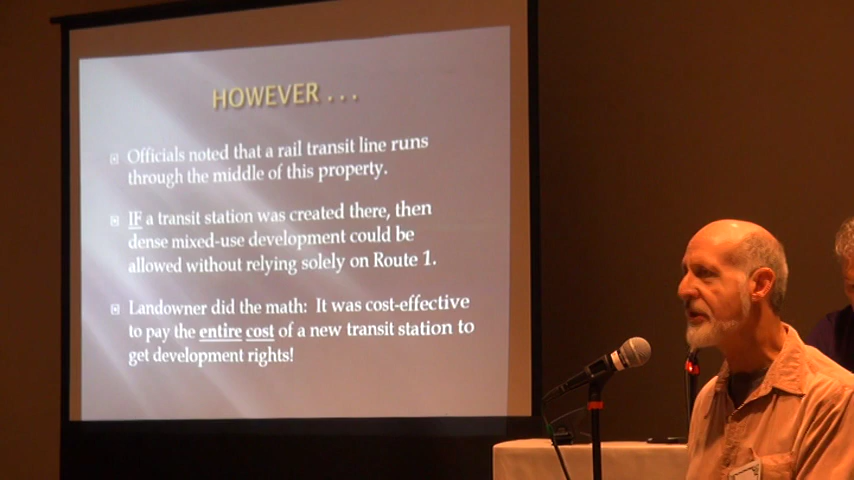 HOWEVER . . .
Officials noted that a rail transit line runs
through the middle of this property.
IF a transit station was created there, then
dense mixed-use development could be
allowed without relying solely on Route 1.
Landowner did the math: It was cost-effective
to pay the entire cost of a new transit station to
get development rights!